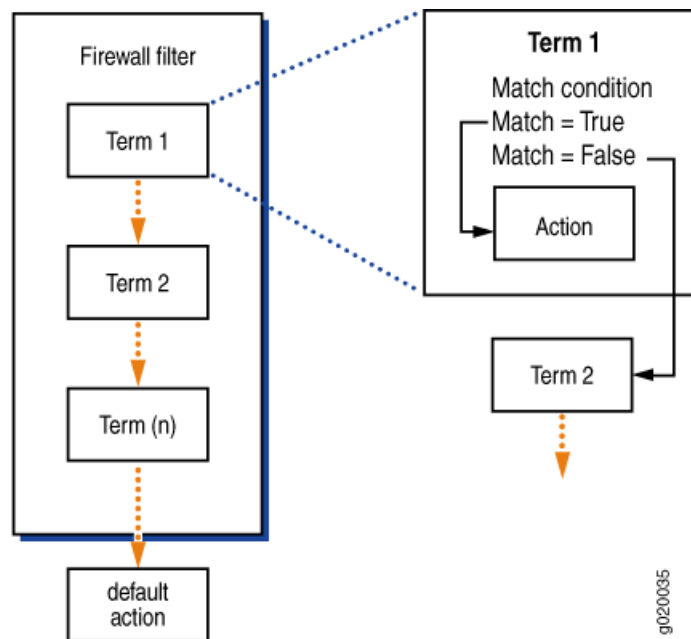 Firewall filter
Term 1
Term 2
Term (n)
default
action
Term 1
Match condition
Match = True
Match = False
Action
Term 2
g020035